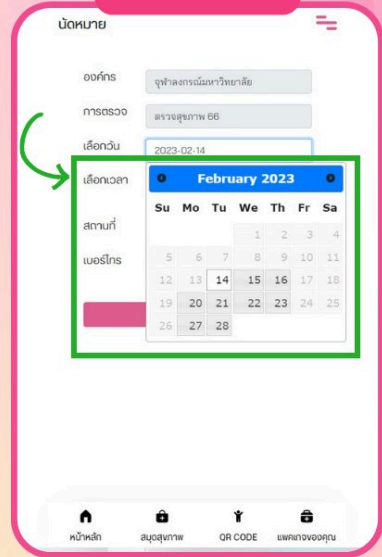 นัดหมาย
องค์กร จุฬาลงกรณ์มหาวิทยาลัย
การตรวจ ตรวจสุขภาพ 66
เลือกวัน 2023-02-14
เลือกเวลา
สถานที่
เบอร์โทร
February 2023
Su Mo Tu We Th Fr Sa
1 2 3 4
5 6 7 8 9 10 11
12 13 14 15 16 17 18
19 20 21 22 23 24 25
26 27 28
หน้าหลัก สมุดสุขภาพ QR CODE แพคเกจของคุณ